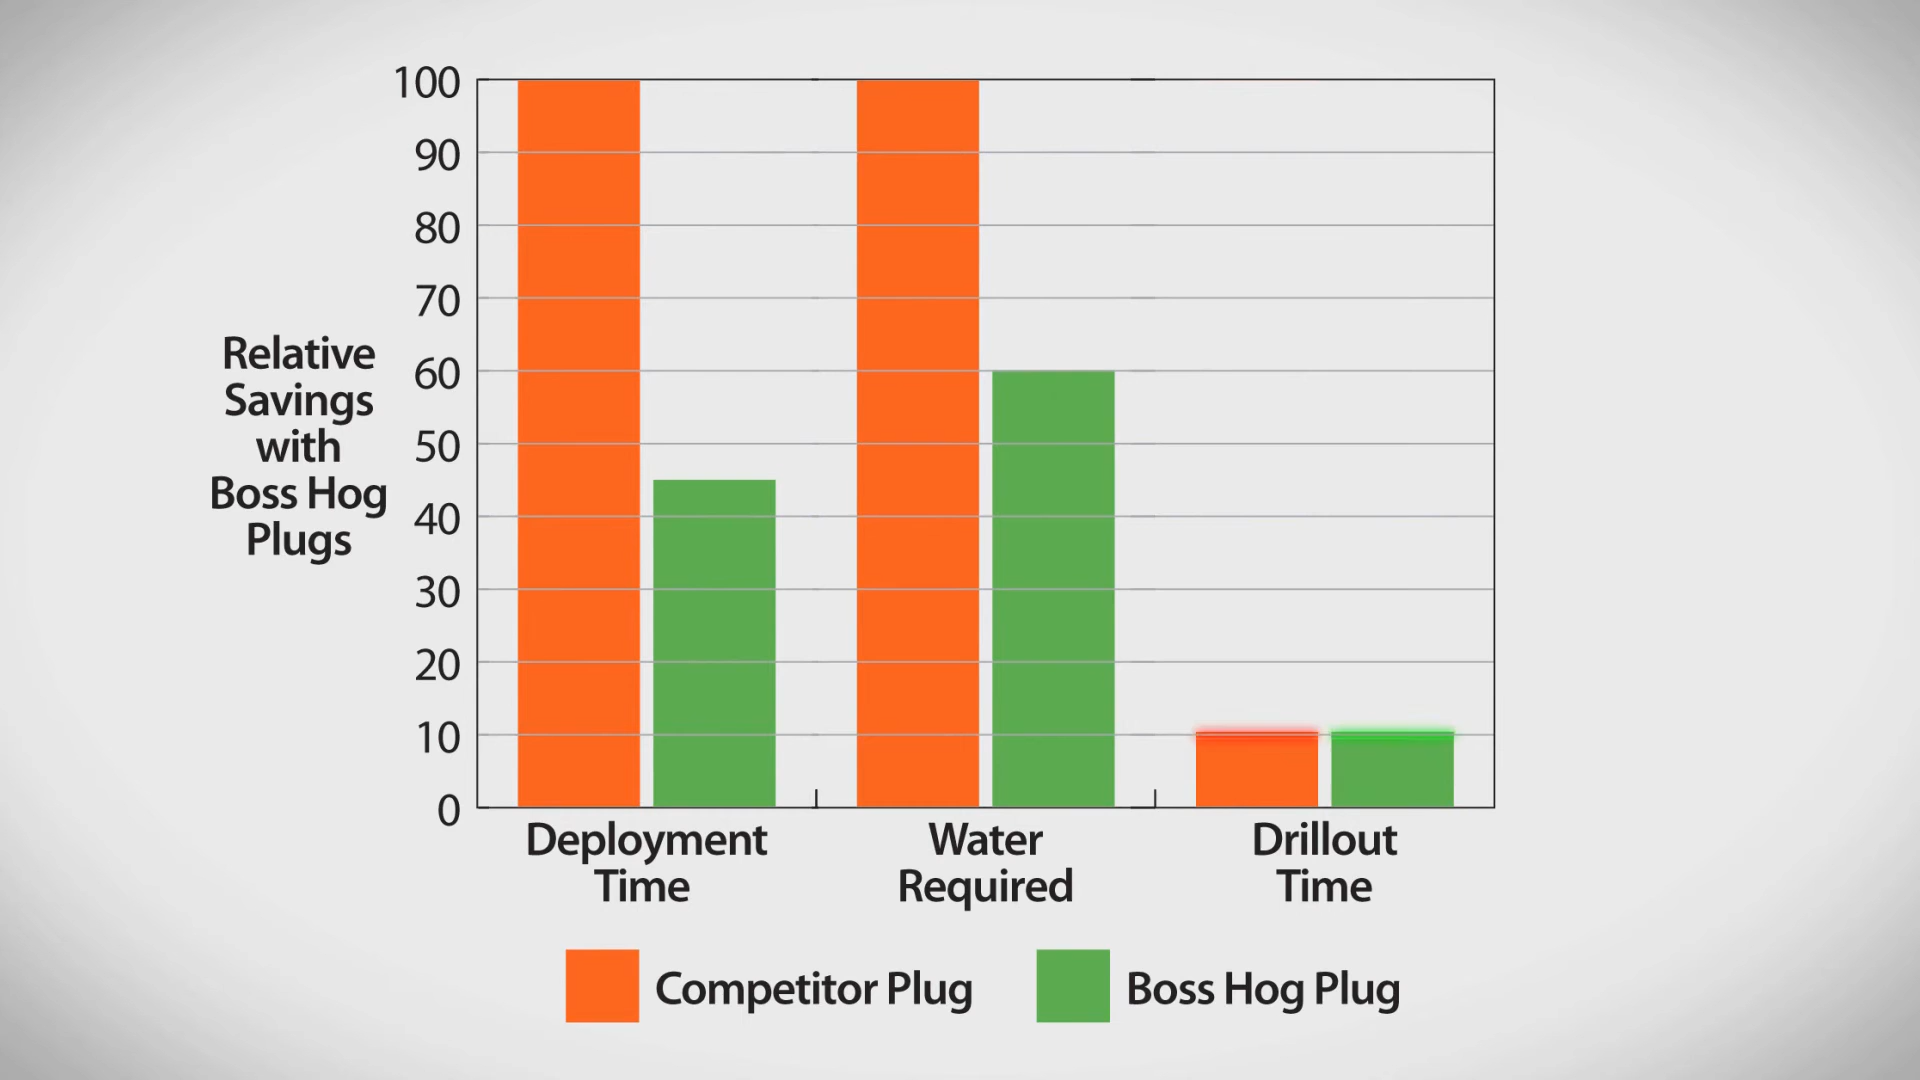 100
90
80
70
60
50
40
30
20
10
0
Relative
Savings
with
Boss Hog
Plugs
Deployment
Time
Water
Required
Drillout
Time
Competitor Plug
Boss Hog Plug